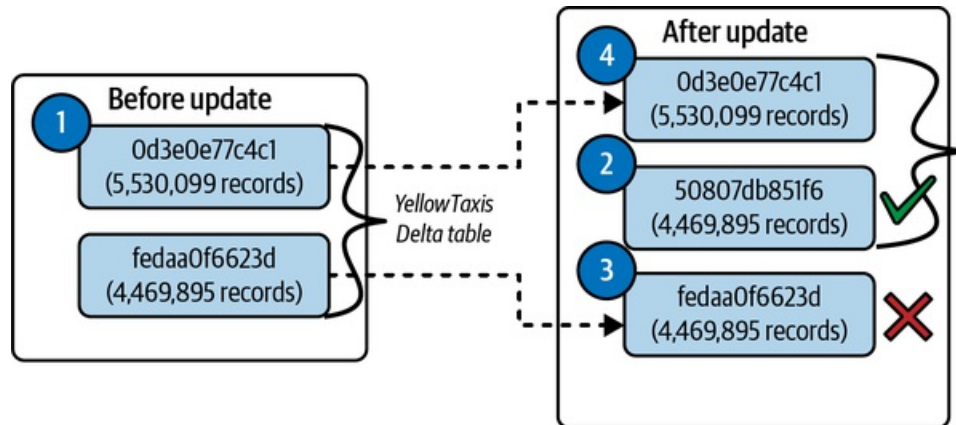 Before update
1
0d3e0e77c4c1
(5,530,099 records)
fedaa0f6623d
(4,469,895 records)
YellowTaxis
Delta table
After update
4
0d3e0e77c4c1
(5,530,099 records)
2
50807db851f6
(4,469,895 records)
3
fedaa0f6623d
(4,469,895 records)